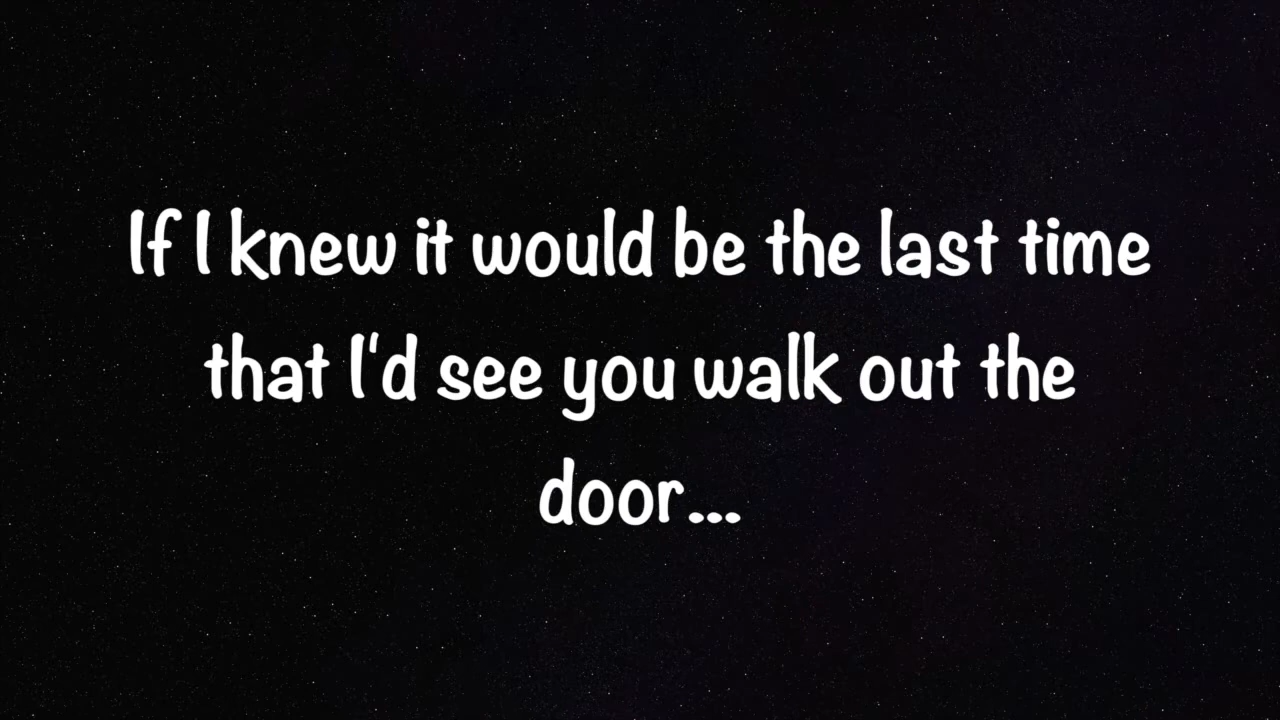 If I knew it would be the last time
that I'd see you walk out the
door...